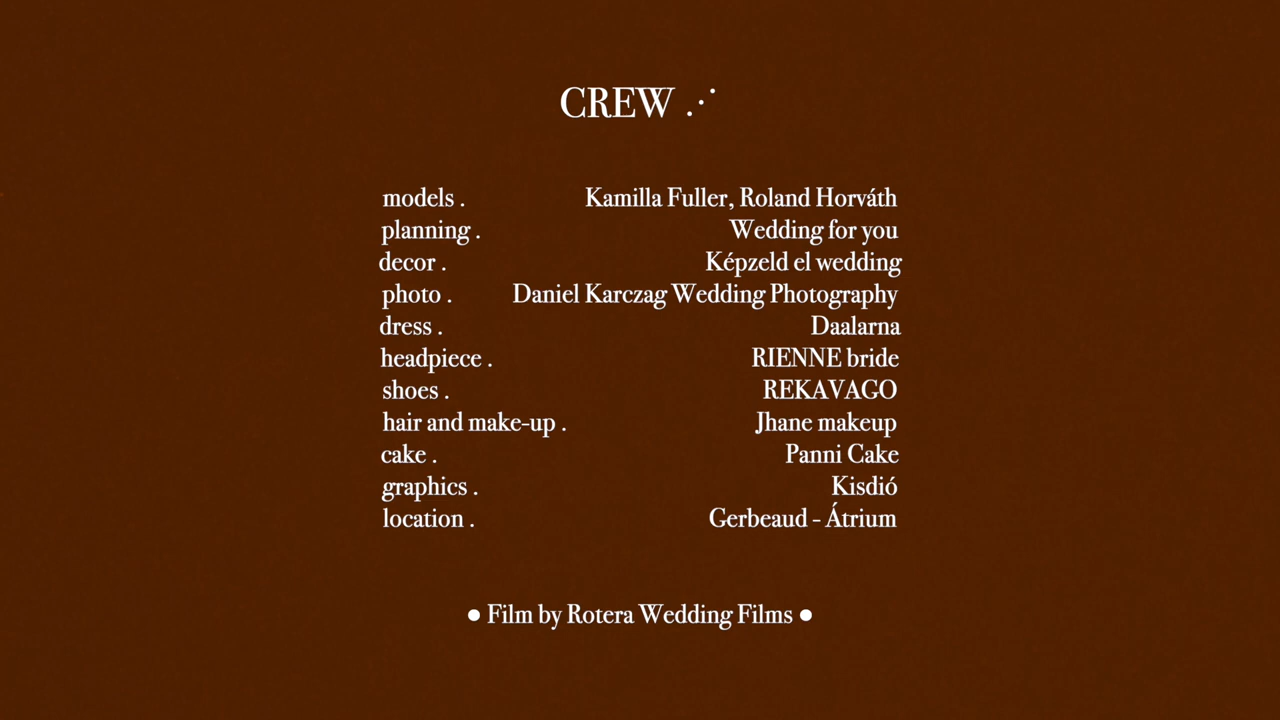 CREW ⋰
models . Kamilla Fuller, Roland Horváth
planning . Wedding for you
decor . Képzeld el wedding
photo . Daniel Karczag Wedding Photography
dress . Daalarna
headpiece . RIENNE bride
shoes . REKAVAGO
hair and make-up . Jhane makeup
cake . Panni Cake
graphics . Kisdió
location . Gerbeaud - Átrium
● Film by Rotera Wedding Films ●